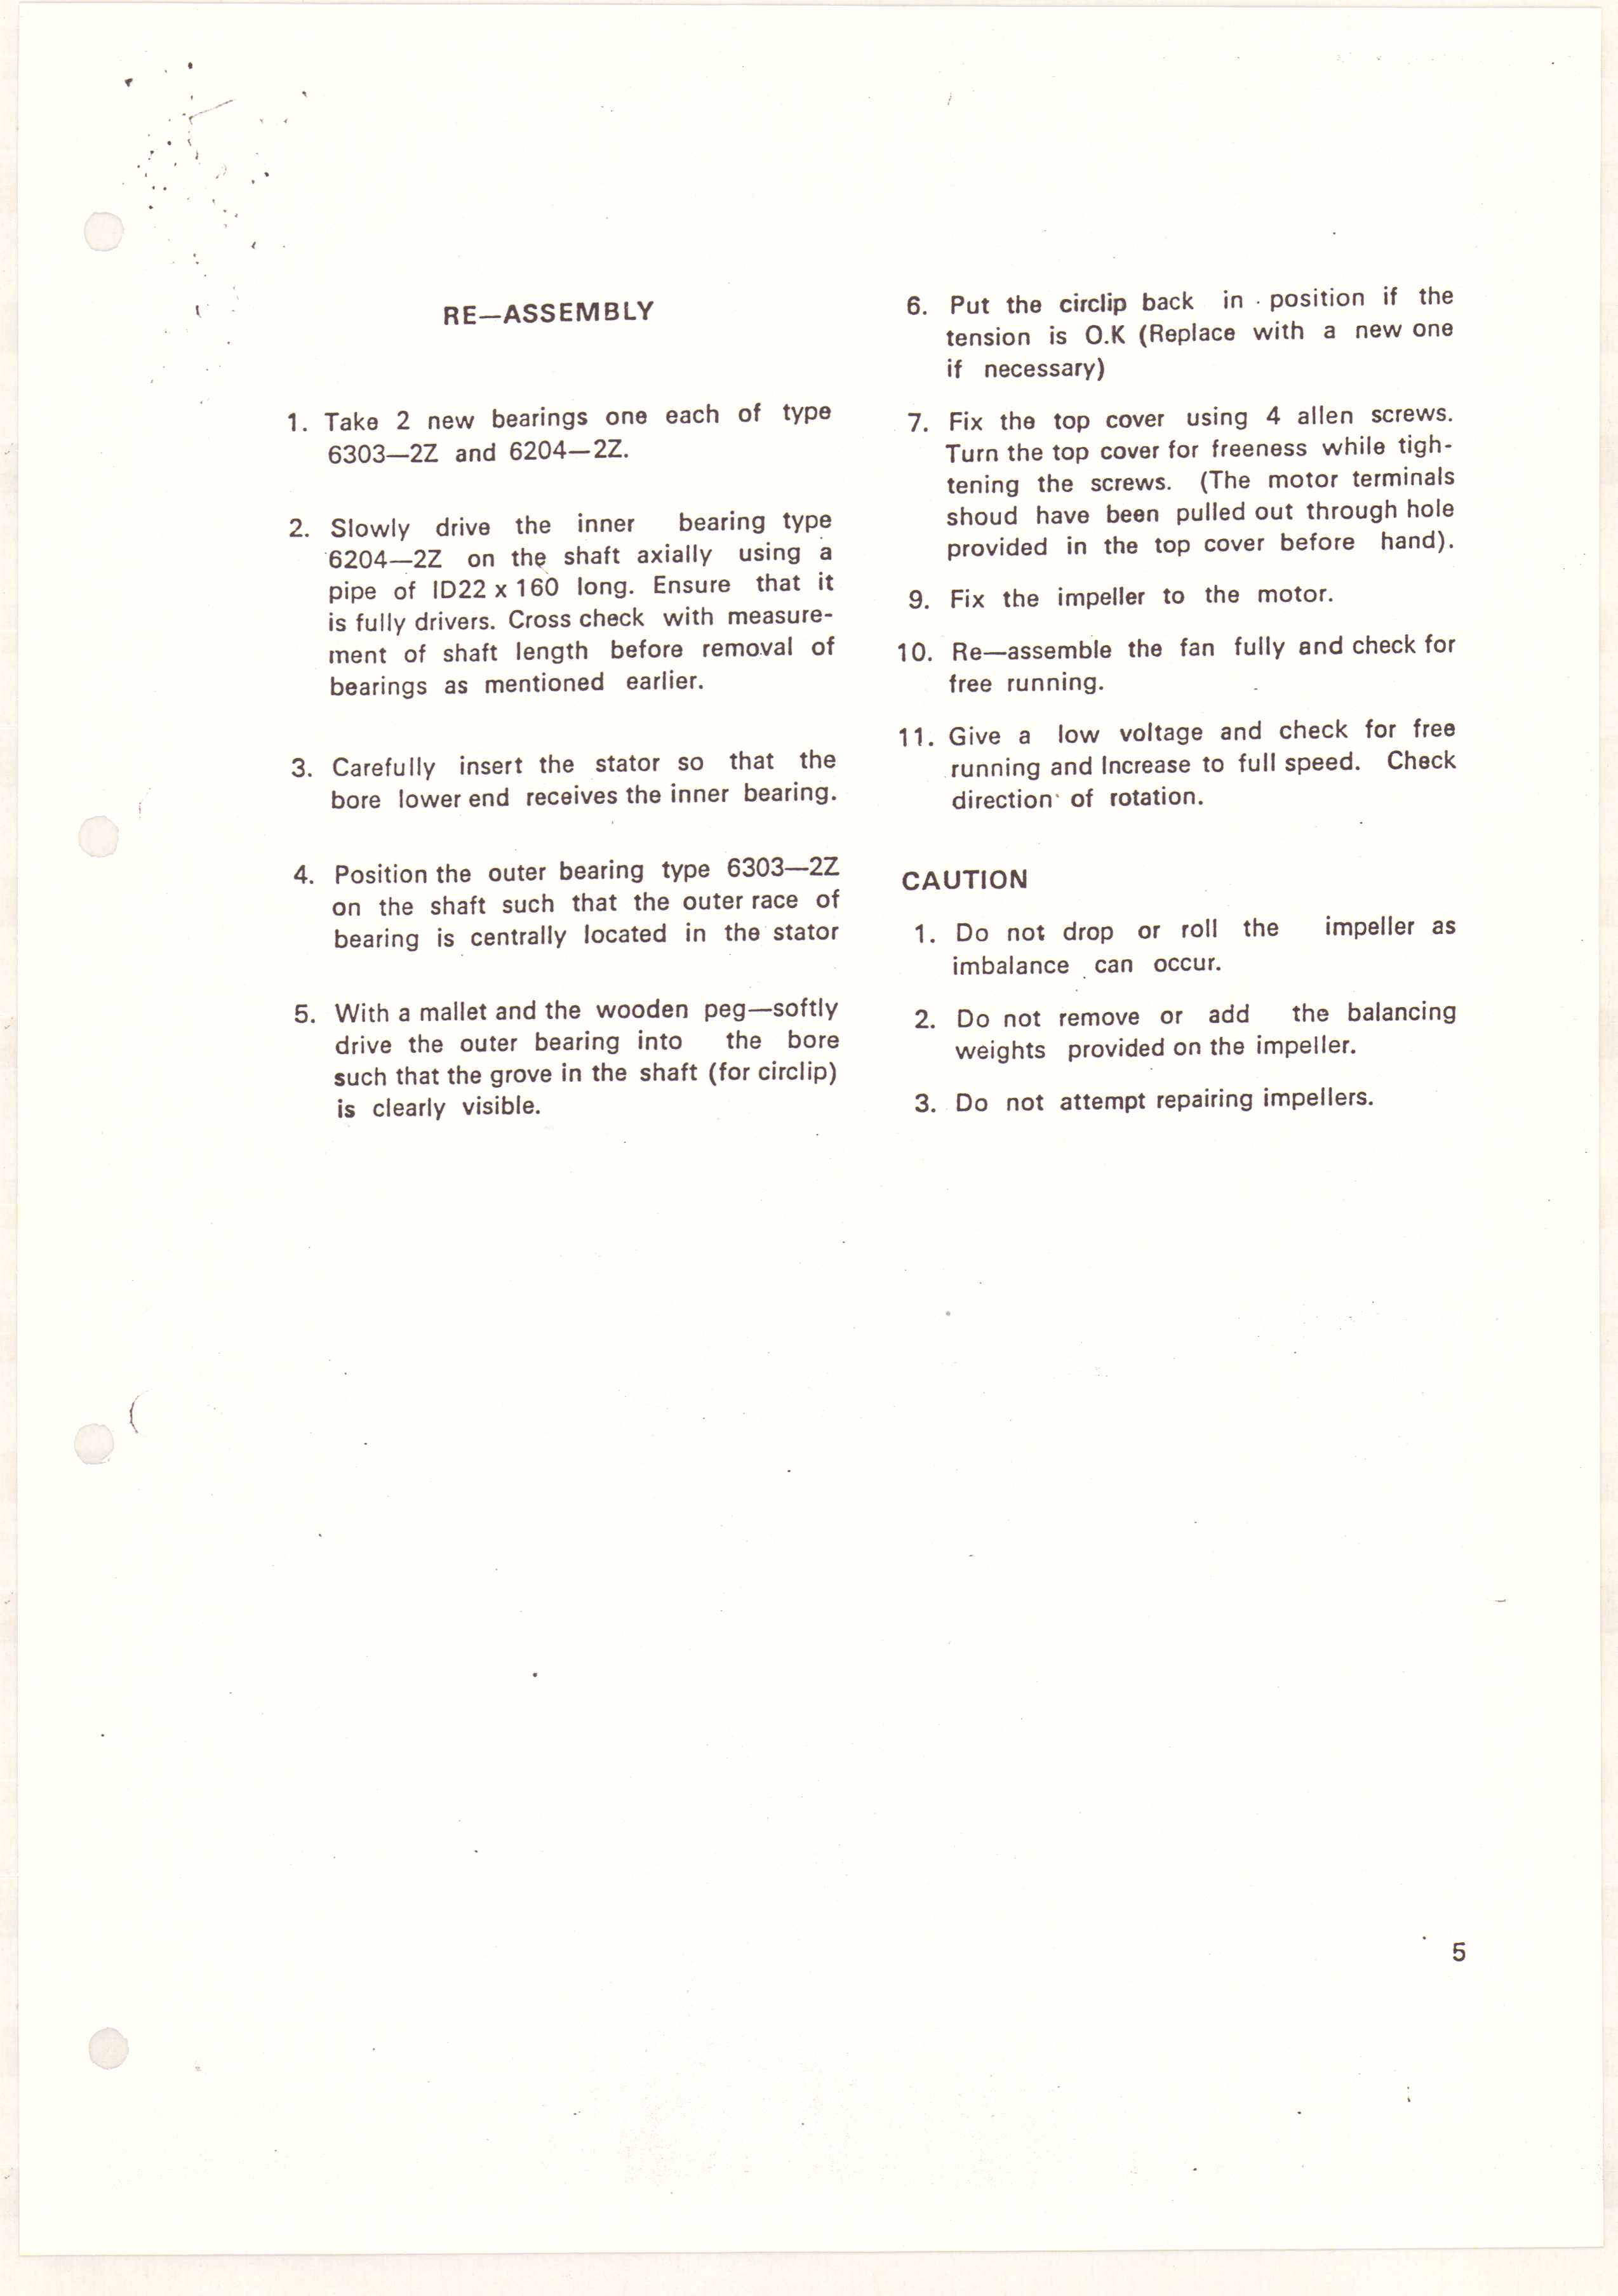 RE—ASSEMBLY
1. Take 2 new bearings one each of type
6303—2Z and 6204—2Z.
2. Slowly drive the inner bearing type
6204—2Z on the shaft axially using a
pipe of ID22 x 160 long. Ensure that it
is fully drivers. Cross check with measure-
ment of shaft length before removal of
bearings as mentioned earlier.
3. Carefully insert the stator so that the
bore lower end receives the inner bearing.
4. Position the outer bearing type 6303—2Z
on the shaft such that the outer race of
bearing is centrally located in the stator
5. With a mallet and the wooden peg—softly
drive the outer bearing into the bore
such that the grove in the shaft (for circlip)
is clearly visible.
6. Put the circlip back in position if the
tension is O.K (Replace with a new one
if necessary)
7. Fix the top cover using 4 allen screws.
Turn the top cover for freeness while tigh-
tening the screws. (The motor terminals
shoud have been pulled out through hole
provided in the top cover before hand).
9. Fix the impeller to the motor.
10. Re—assemble the fan fully and check for
free running.
11. Give a low voltage and check for free
running and Increase to full speed. Check
direction of rotation.
CAUTION
1. Do not drop or roll the impeller as
imbalance can occur.
2. Do not remove or add the balancing
weights provided on the impeller.
3. Do not attempt repairing impellers.
5